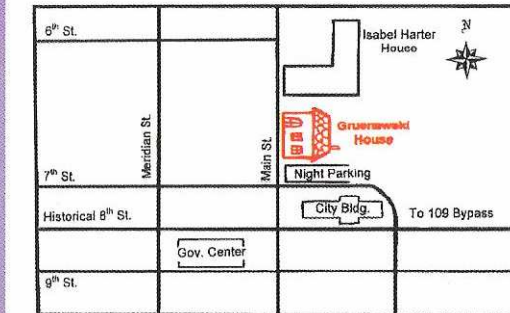 6th St.
Isabel Harter
House
N
Meridian St.
Main St.
Gruenewald
House
7th St.
Night Parking
Historical 8th St.
City Bldg.
To 109 Bypass
Gov. Center
9th St.